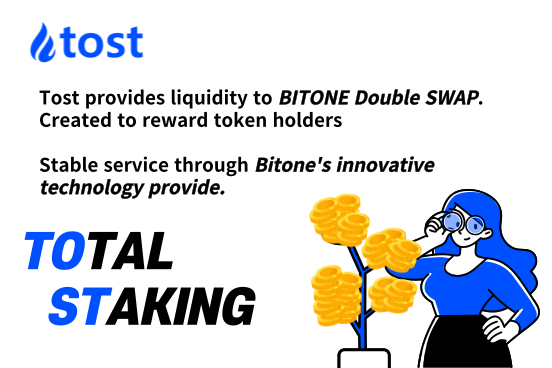 tost
Tost provides liquidity to BITONE Double SWAP.
Created to reward token holders
Stable service through Bitone's innovative
technology provide.
TOTAL
STAKING